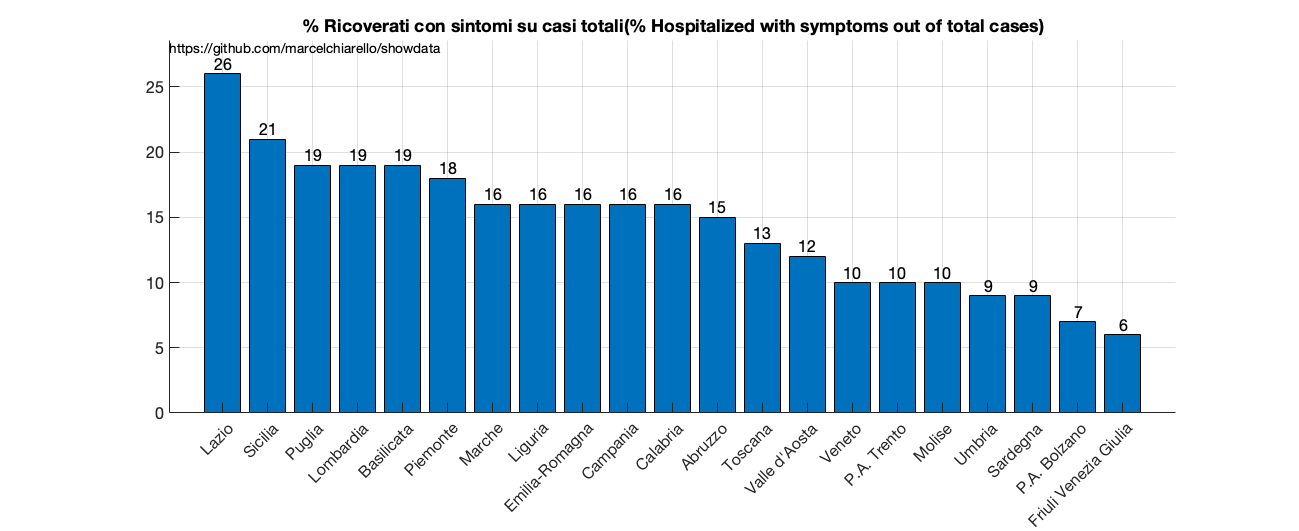 % Ricoverati con sintomi su casi totali(% Hospitalized with symptoms out of total cases)
https://github.com/marcelchiarello/showdata
26
21
19
19
19
18
16
16
16
16
16
15
13
12
10
10
10
9
9
7
6
25
20
15
10
5
0
Lazio
Sicilia
Puglia
Lombardia
Basilicata
Piemonte
Marche
Liguria
Emilia-Romagna
Campania
Calabria
Abruzzo
Toscana
Valle d'Aosta
Veneto
P.A. Trento
Molise
Umbria
Sardegna
P.A. Bolzano
Friuli Venezia Giulia